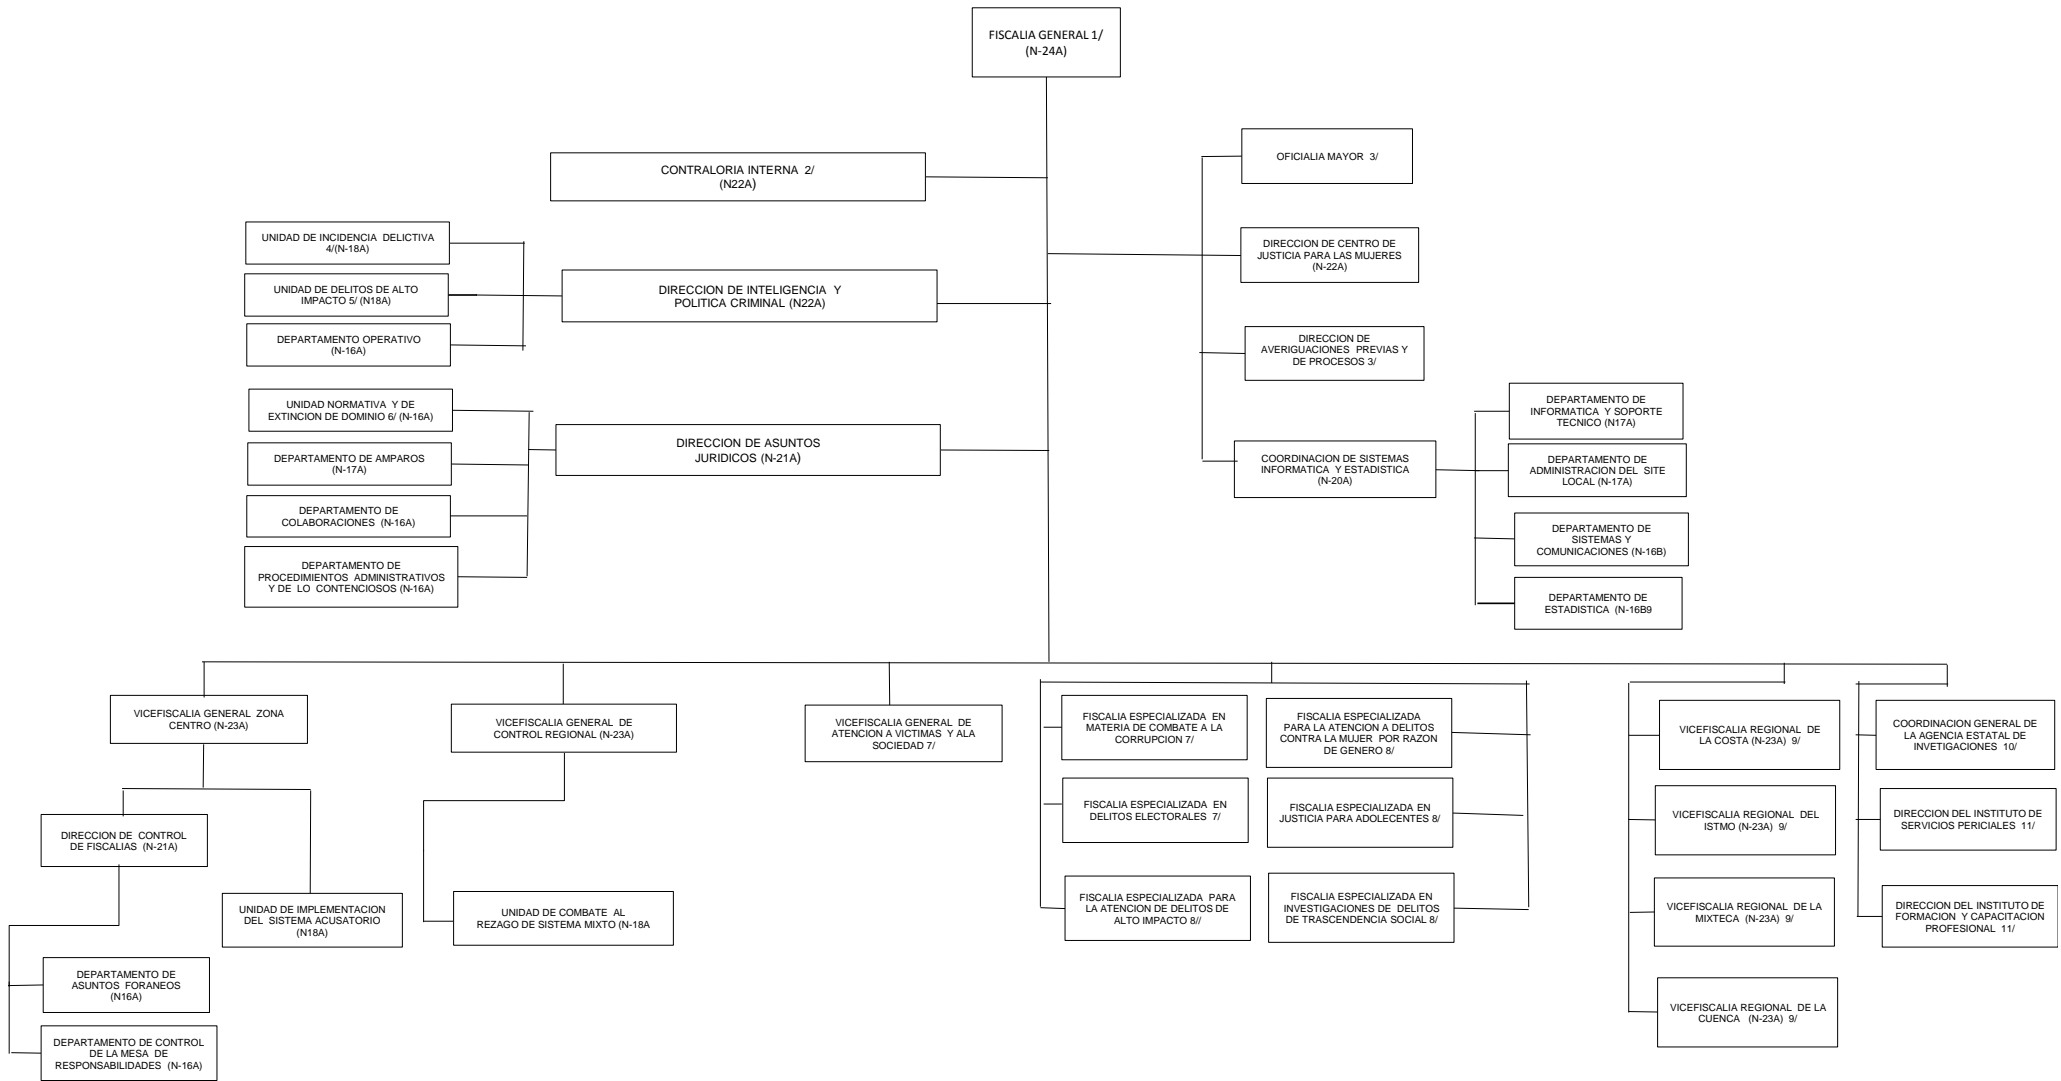 FISCALIA GENERAL 1/
(N-24A)
CONTRALORIA INTERNA 2/
(N22A)
OFICIALIA MAYOR 3/
UNIDAD DE INCIDENCIA DELICTIVA
4/(N-18A)
UNIDAD DE DELITOS DE ALTO
IMPACTO 5/ (N18A)
DEPARTAMENTO OPERATIVO
(N-16A)
DIRECCION DE INTELIGENCIA Y
POLITICA CRIMINAL (N22A)
DIRECCION DE CENTRO DE
JUSTICIA PARA LAS MUJERES
(N-22A)
DIRECCION DE
AVERIGUACIONES PREVIAS Y
DE PROCESOS 3/
UNIDAD NORMATIVA Y DE
EXTINCION DE DOMINIO 6/ (N-16A)
DEPARTAMENTO DE AMPAROS
(N-17A)
DEPARTAMENTO DE
COLABORACIONES (N-16A)
DEPARTAMENTO DE
PROCEDIMIENTOS ADMINISTRATIVOS
Y DE LO CONTENCIOSOS (N-16A)
DIRECCION DE ASUNTOS
JURIDICOS (N-21A)
COORDINACION DE SISTEMAS
INFORMATICA Y ESTADISTICA
(N-20A)
DEPARTAMENTO DE
INFORMATICA Y SOPORTE
TECNICO (N17A)
DEPARTAMENTO DE
ADMINISTRACION DEL SITE
LOCAL (N-17A)
DEPARTAMENTO DE
SISTEMAS Y
COMUNICACIONES (N-16B)
DEPARTAMENTO DE
ESTADISTICA (N-16B9
VICEFISCALIA GENERAL ZONA
CENTRO (N-23A)
VICEFISCALIA GENERAL DE
CONTROL REGIONAL (N-23A)
VICEFISCALIA GENERAL DE
ATENCION A VICTIMAS Y ALA
SOCIEDAD 7/
FISCALIA ESPECIALIZADA EN
MATERIA DE COMBATE A LA
CORRUPCION 7/
FISCALIA ESPECIALIZADA
PARA LA ATENCION A DELITOS
CONTRA LA MUJER POR RAZON
DE GENERO 8/
VICEFISCALIA REGIONAL DE
LA COSTA (N-23A) 9/
COORDINACION GENERAL DE
LA AGENCIA ESTATAL DE
INVETIGACIONES 10/
DIRECCION DE CONTROL
DE FISCALIAS (N-21A)
FISCALIA ESPECIALIZADA EN
DELITOS ELECTORALES 7/
FISCALIA ESPECIALIZADA EN
JUSTICIA PARA ADOLECENTES 8/
VICEFISCALIA REGIONAL DEL
ISTMO (N-23A) 9/
DIRECCION DEL INSTITUTO DE
SERVICIOS PERICIALES 11/
UNIDAD DE IMPLEMENTACION
DEL SISTEMA ACUSATORIO
(N18A)
UNIDAD DE COMBATE AL
REZAGO DE SISTEMA MIXTO (N-18A
FISCALIA ESPECIALIZADA PARA
LA ATENCION DE DELITOS DE
ALTO IMPACTO 8//
FISCALIA ESPECIALIZADA EN
INVESTIGACIONES DE DELITOS
DE TRASCENDENCIA SOCIAL 8/
VICEFISCALIA REGIONAL DE LA
MIXTECA (N-23A) 9/
DIRECCION DEL INSTITUTO DE
FORMACION Y CAPACITACION
PROFESIONAL 11/
DEPARTAMENTO DE
ASUNTOS FORANEOS
(N16A)
VICEFISCALIA REGIONAL DE LA
CUENCA (N-23A) 9/
DEPARTAMENTO DE CONTROL
DE LA MESA DE
RESPONSABILIDADES (N-16A)